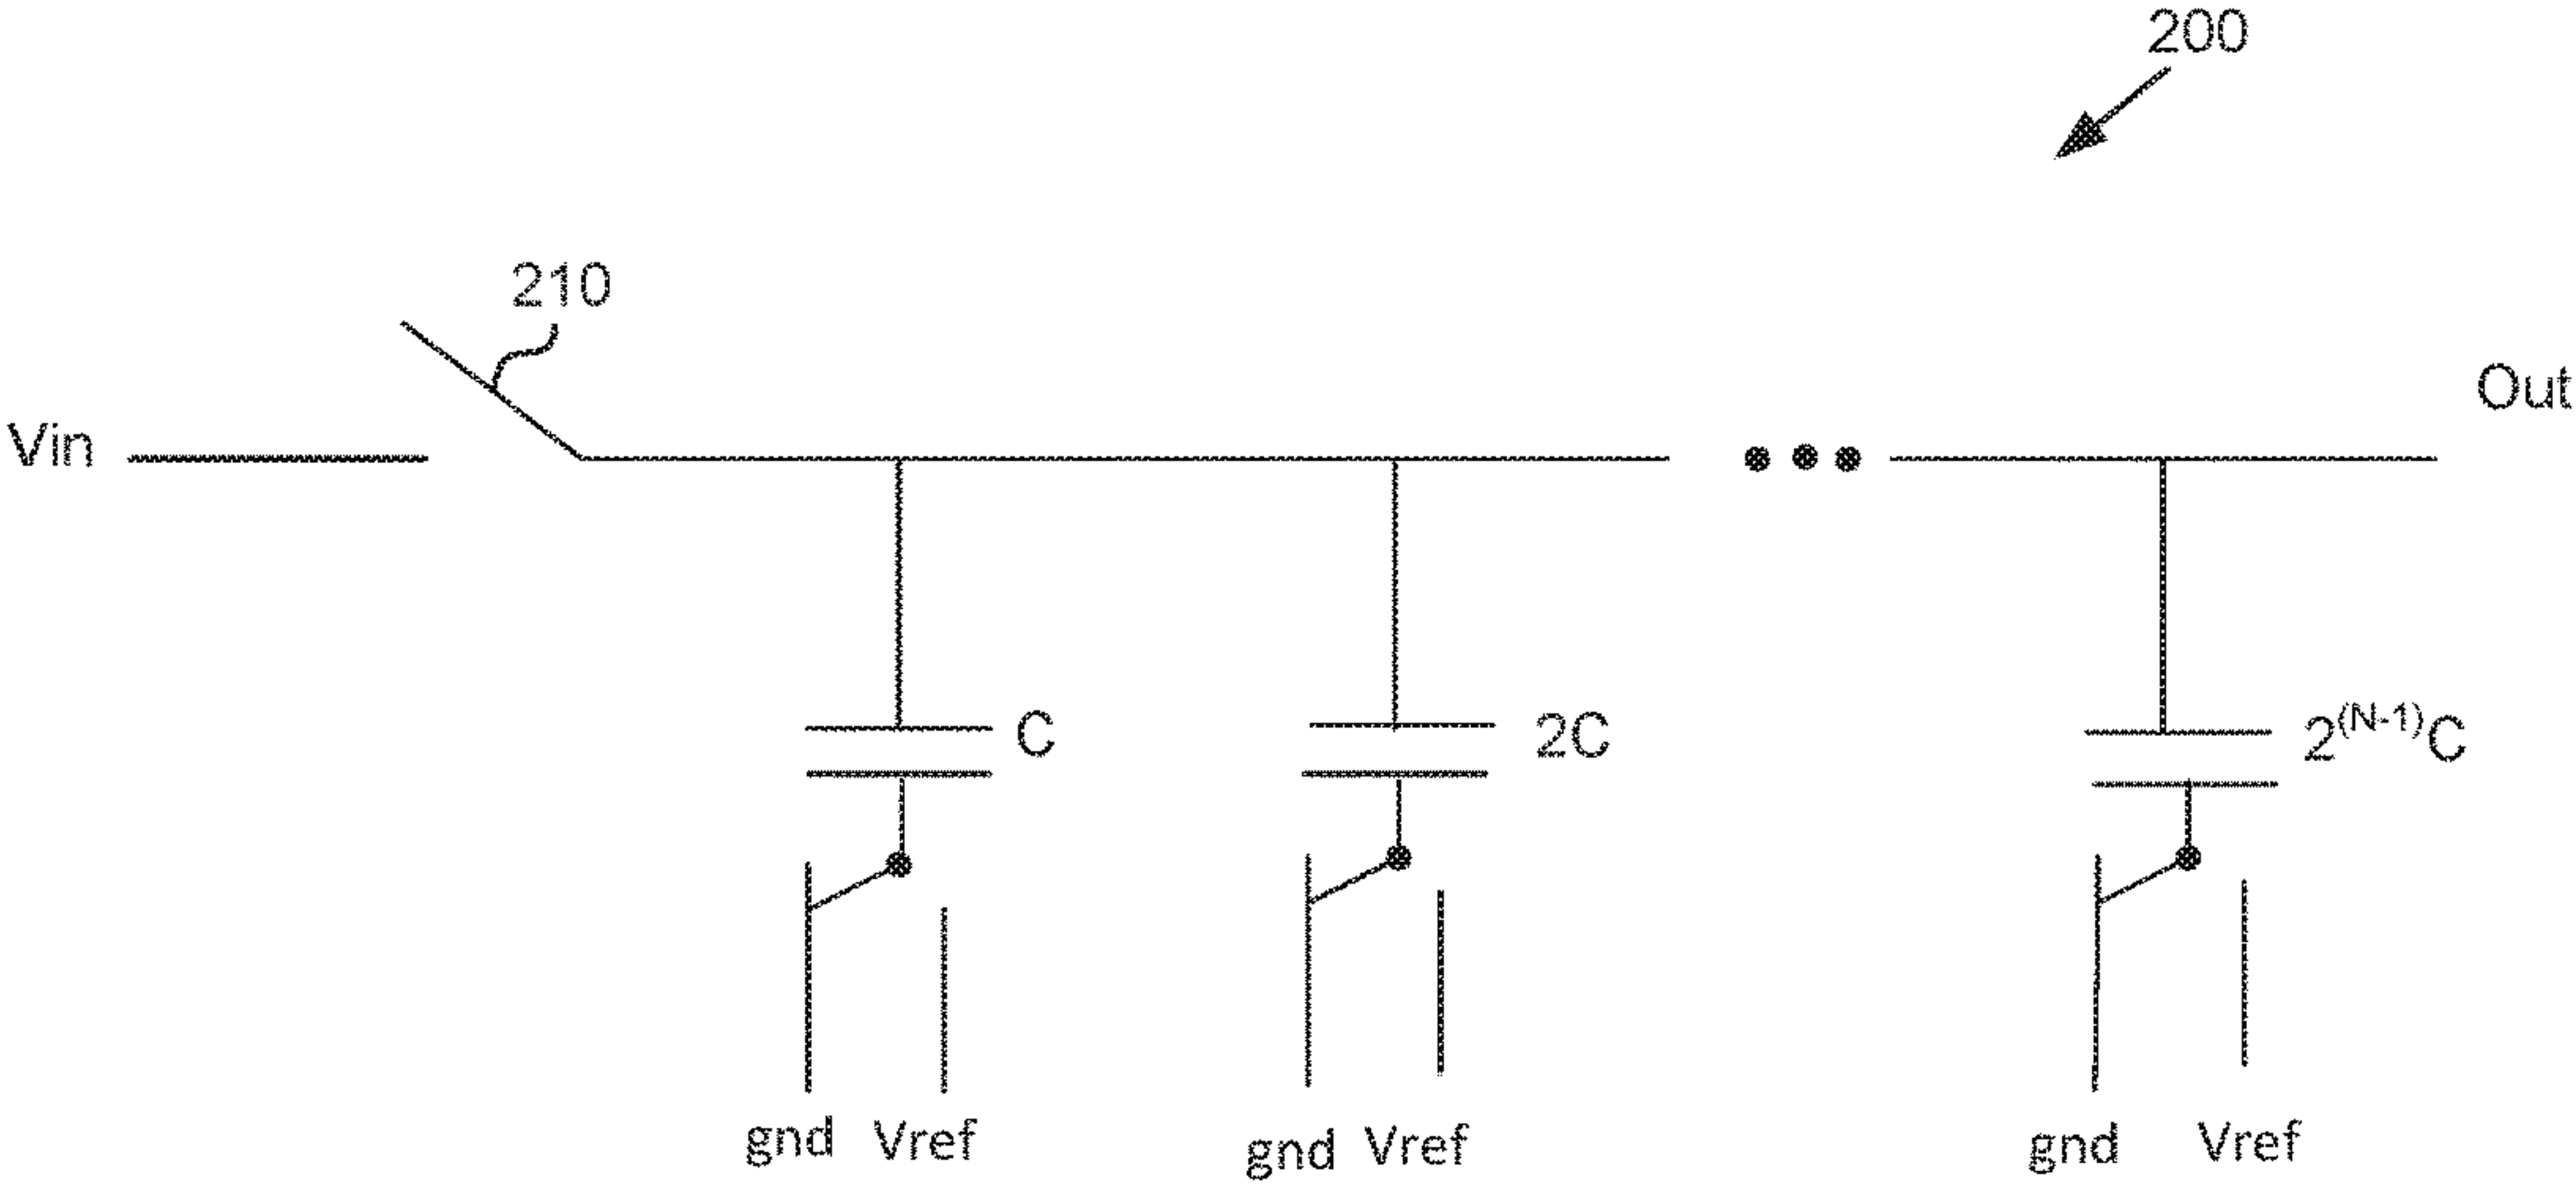 200
210
Vin
Out
C
2C
2^(N-1)C
gnd Vref
gnd Vref
gnd Vref